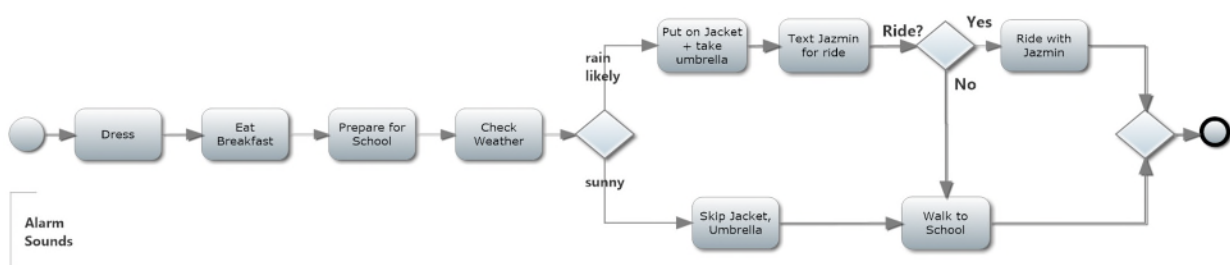 Dress
Eat
Breakfast
Prepare for
School
Check
Weather
rain
likely
Put on Jacket
+ take
umbrella
Text Jazmin
for ride
Ride?
Yes
Ride with
Jazmin
No
sunny
Skip Jacket,
Umbrella
Walk to
School
Alarm
Sounds